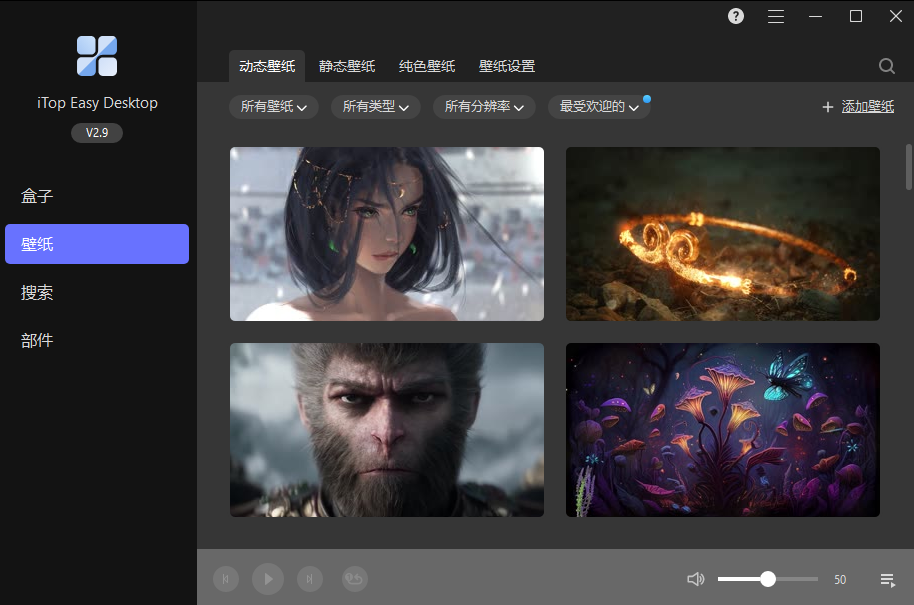 iTop Easy Desktop
V2.9
盒子
壁纸
搜索
部件
动态壁纸 静态壁纸 纯色壁纸 壁纸设置
所有壁纸 所有类型 所有分辨率 最受欢迎的 + 添加壁纸
50